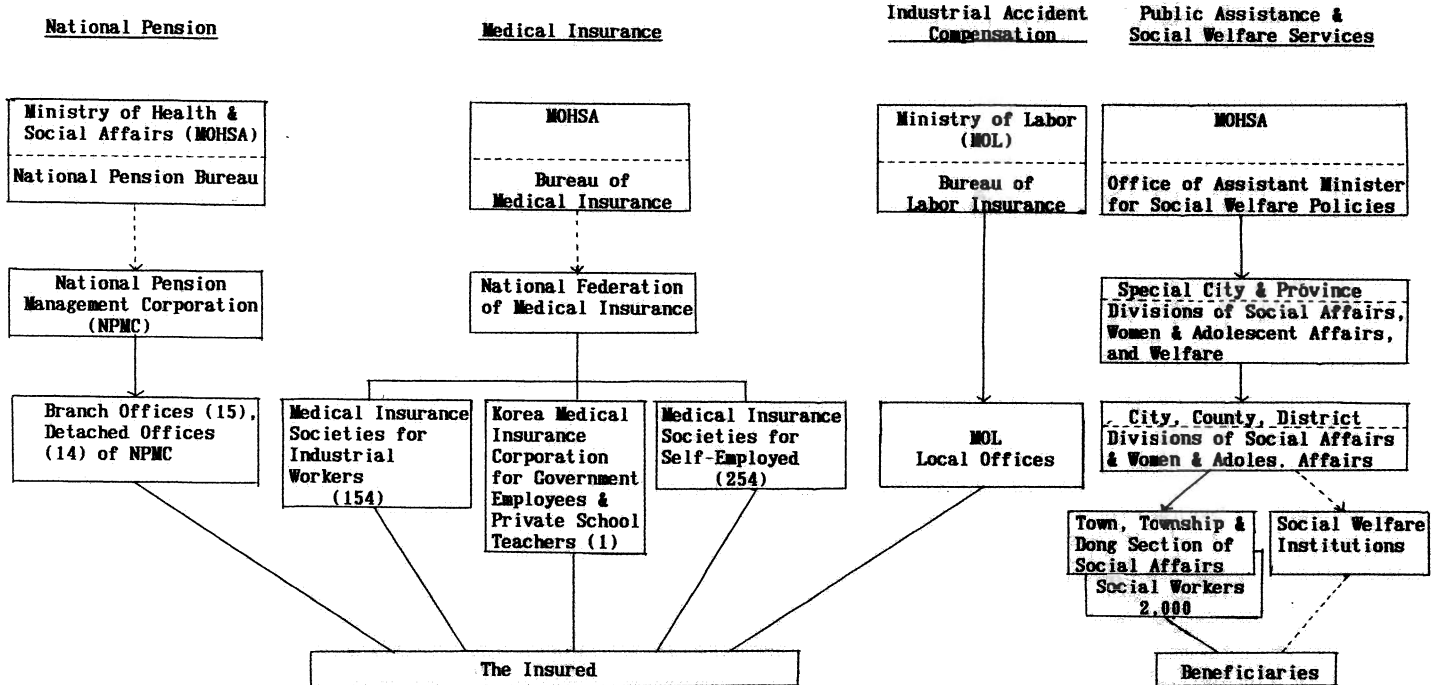 National Pension
Ministry of Health &
Social Affairs (MOHSA)
National Pension Bureau
National Pension
Management Corporation
(NPMC)
Branch Offices (15),
Detached Offices
(14) of NPMC
Medical Insurance
MOHSA
Bureau of
Medical Insurance
National Federation
of Medical Insurance
Medical Insurance
Societies for
Industrial
Workers
(154)
Korea Medical
Insurance
Corporation
for Government
Employees &
Private School
Teachers (1)
Medical Insurance
Societies for
Self-Employed
(254)
Industrial Accident
Compensation
Ministry of Labor
(MOL)
Bureau of
Labor Insurance
MOL
Local Offices
The Insured
Public Assistance &
Social Welfare Services
MOHSA
Office of Assistant Minister
for Social Welfare Policies
Special City & Province
Divisions of Social Affairs,
Women & Adolescent Affairs,
and Welfare
City, County, District
Divisions of Social Affairs
& Women & Adoles. Affairs
Town, Township &
Dong Section of
Social Affairs
Social Workers
2,000
Social Welfare
Institutions
Beneficiaries